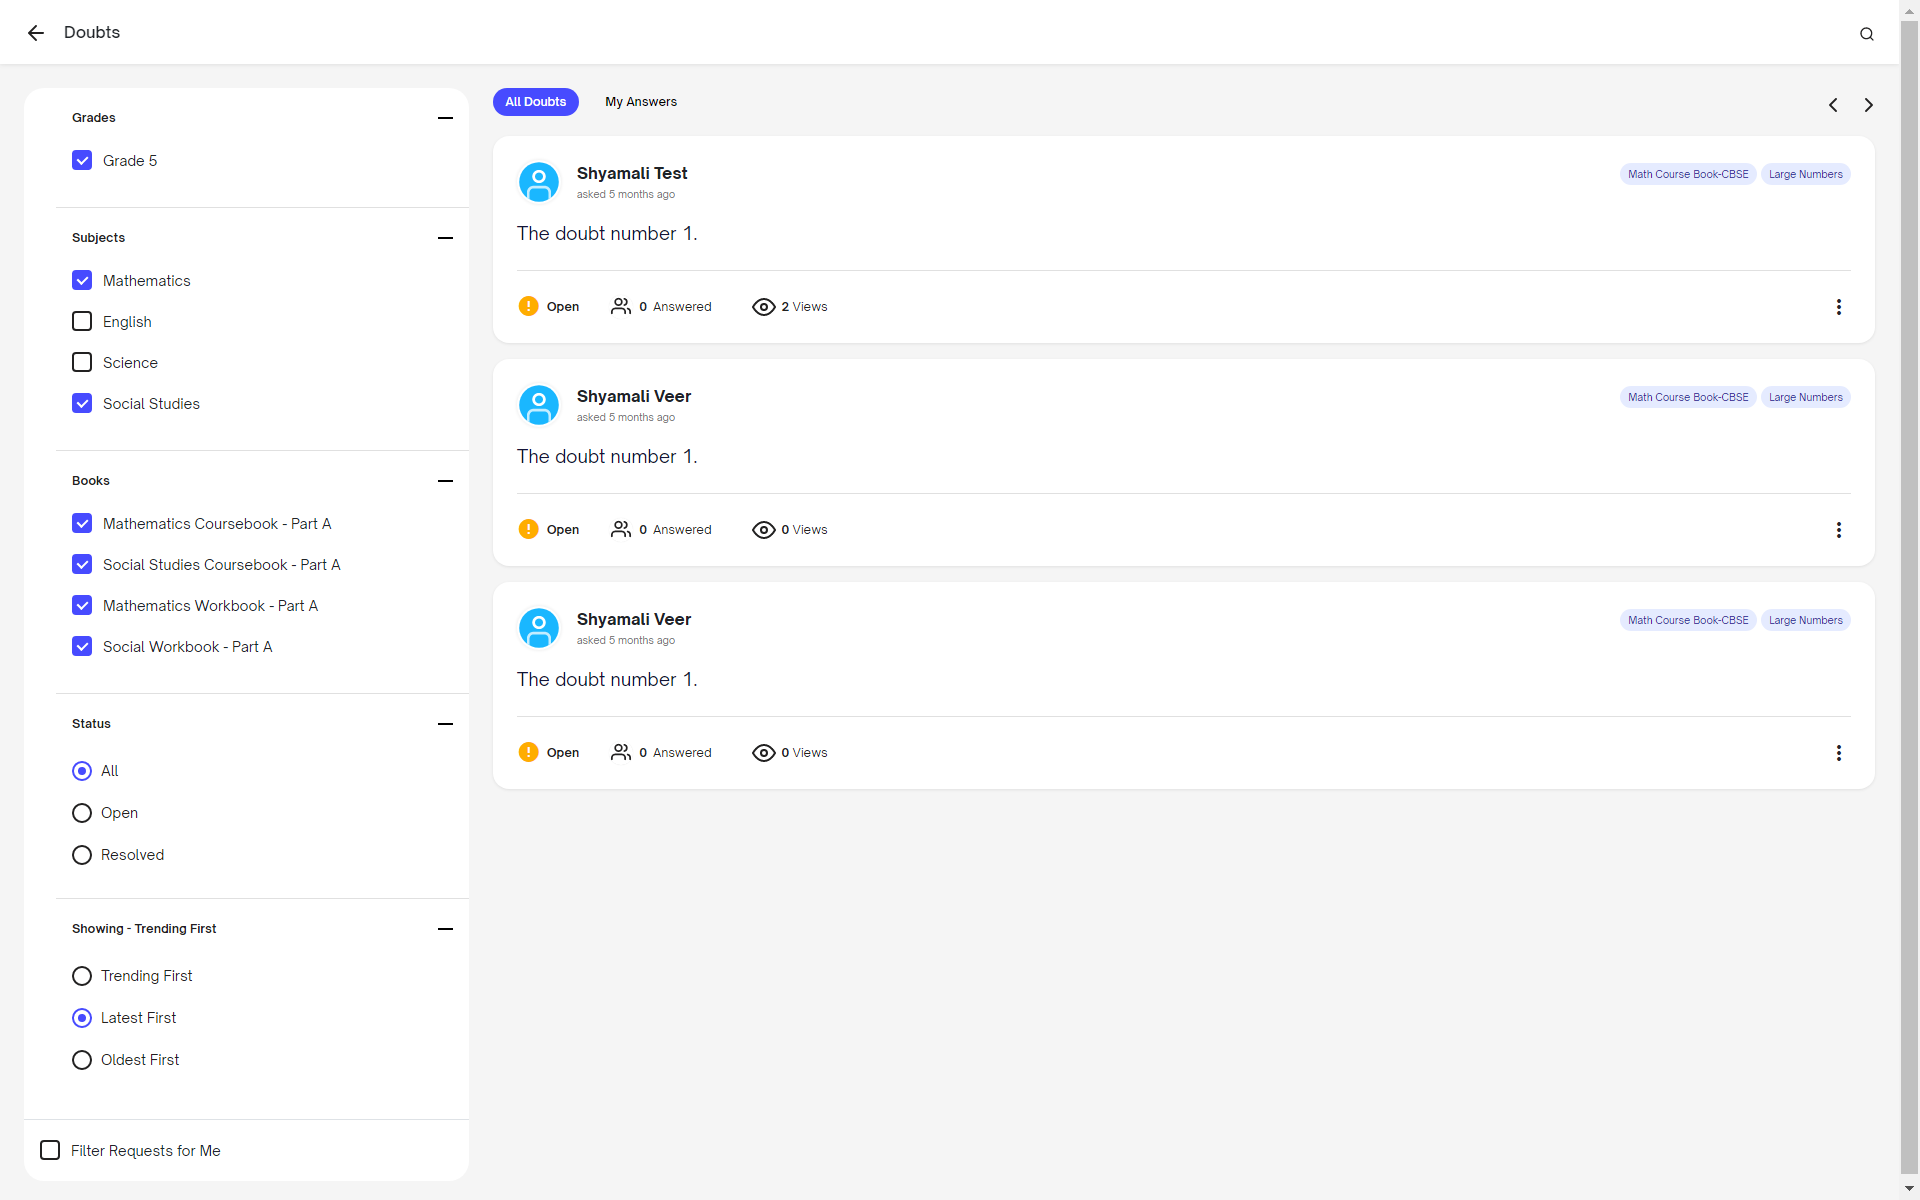 Doubts
Grades
Grade 5
Subjects
Mathematics
English
Science
Social Studies
Books
Mathematics Coursebook - Part A
Social Studies Coursebook - Part A
Mathematics Workbook - Part A
Social Workbook - Part A
Status
All
Open
Resolved
Showing - Trending First
Trending First
Latest First
Oldest First
Filter Requests for Me
All Doubts My Answers
Shyamali Test Math Course Book-CBSE Large Numbers
asked 5 months ago
The doubt number 1.
Open 0 Answered 2 Views
Shyamali Veer Math Course Book-CBSE Large Numbers
asked 5 months ago
The doubt number 1.
Open 0 Answered 0 Views
Shyamali Veer Math Course Book-CBSE Large Numbers
asked 5 months ago
The doubt number 1.
Open 0 Answered 0 Views